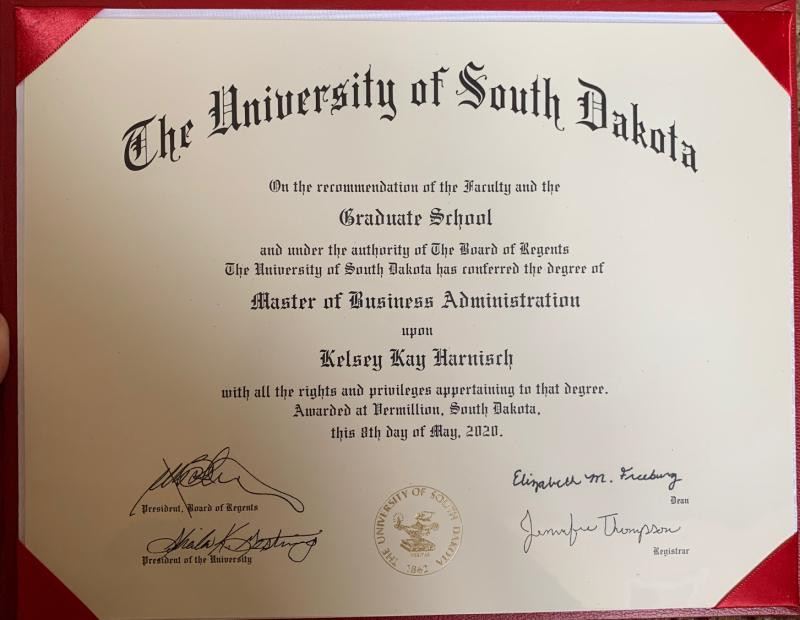 The University of South Dakota
On the recommendation of the Faculty and the
Graduate School
and under the authority of The Board of Regents
The University of South Dakota has conferred the degree of
Master of Business Administration
upon
Kelsey Kay Harnisch
with all the rights and privileges appertaining to that degree.
Awarded at Vermillion, South Dakota,
this 8th day of May, 2020.
President, Board of Regents
President of the University
THE UNIVERSITY OF SOUTH DAKOTA
VERITAS
1862
Elizabeth M. Freeburg
Dean
Jennifer Thompson
Registrar